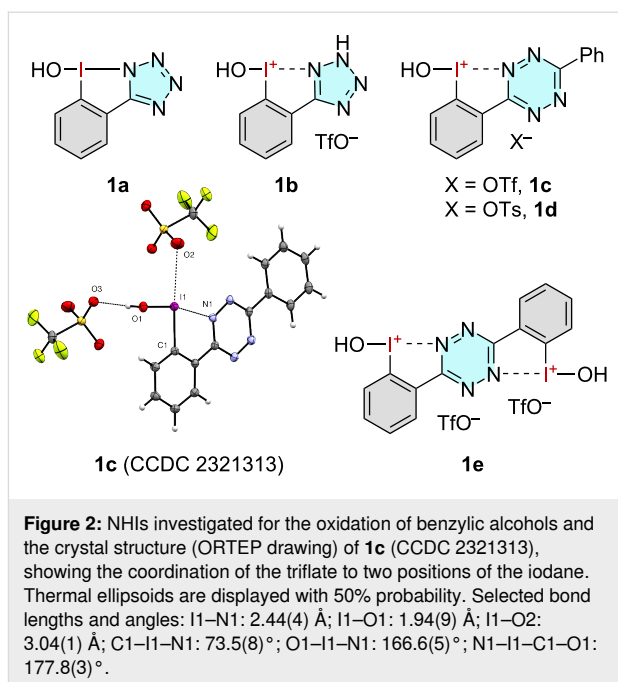 HO I N N N N
1a
HO I+ N N N N H
TfO−
1b
HO I+ N N N N Ph
X−
X = OTf, 1c
X = OTs, 1d
O2
O3
O1
I1
N1
C1
1c (CCDC 2321313)
HO I+ N N N N I+ OH
TfO−
TfO−
1e
Figure 2: NHIs investigated for the oxidation of benzylic alcohols and
the crystal structure (ORTEP drawing) of 1c (CCDC 2321313),
showing the coordination of the triflate to two positions of the iodane.
Thermal ellipsoids are displayed with 50% probability. Selected bond
lengths and angles: I1–N1: 2.44(4) Å; I1–O1: 1.94(9) Å; I1–O2:
3.04(1) Å; C1–I1–N1: 73.5(8)°; O1–I1–N1: 166.6(5)°; N1–I1–C1–O1:
177.8(3)°.